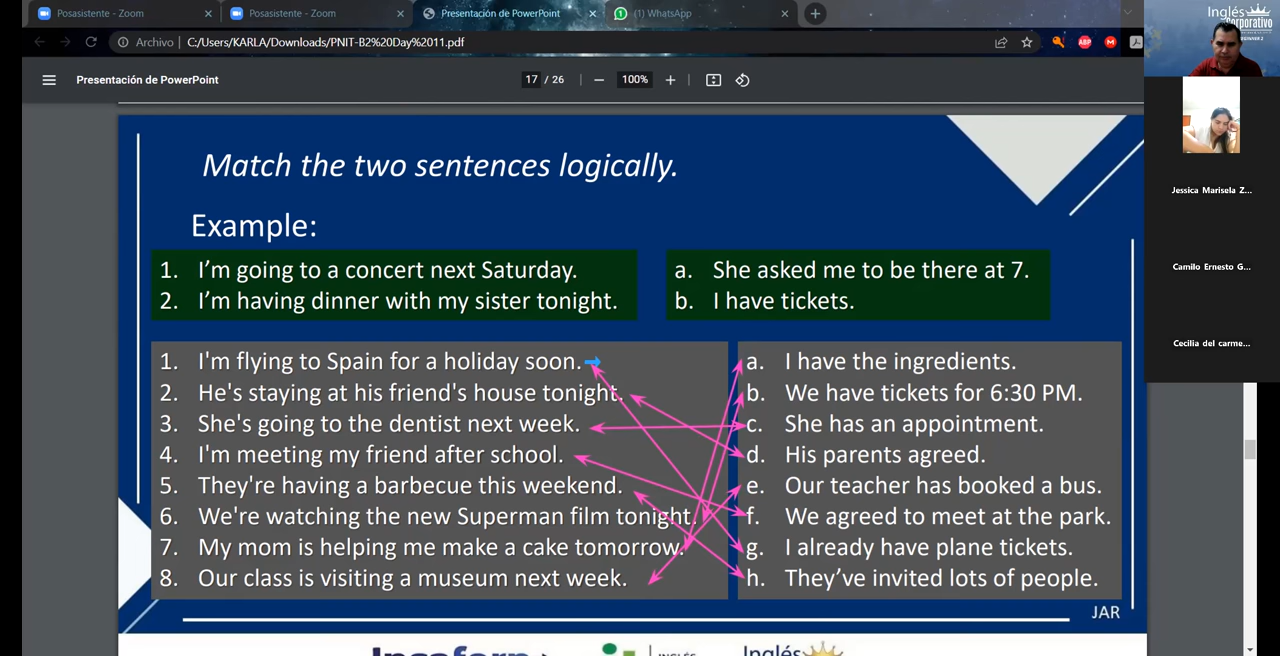 Posasistente - Zoom
Posasistente - Zoom
Presentación de PowerPoint
(1) WhatsApp
Archivo | C:/Users/KARLA/Downloads/PNIT-B2%20Day%2011.pdf
Presentación de PowerPoint
17 / 26
100%
Match the two sentences logically.
Example:
1. I'm going to a concert next Saturday.
2. I'm having dinner with my sister tonight.
a. She asked me to be there at 7.
b. I have tickets.
1. I'm flying to Spain for a holiday soon.
2. He's staying at his friend's house tonight.
3. She's going to the dentist next week.
4. I'm meeting my friend after school.
5. They're having a barbecue this weekend.
6. We're watching the new Superman film tonight.
7. My mom is helping me make a cake tomorrow.
8. Our class is visiting a museum next week.
a. I have the ingredients.
b. We have tickets for 6:30 PM.
c. She has an appointment.
d. His parents agreed.
e. Our teacher has booked a bus.
f. We agreed to meet at the park.
g. I already have plane tickets.
h. They've invited lots of people.
JAR
Inglés
Corporativo
Jessica Marisela Z...
Camilo Ernesto G...
Cecilia del carme...
ABP
M